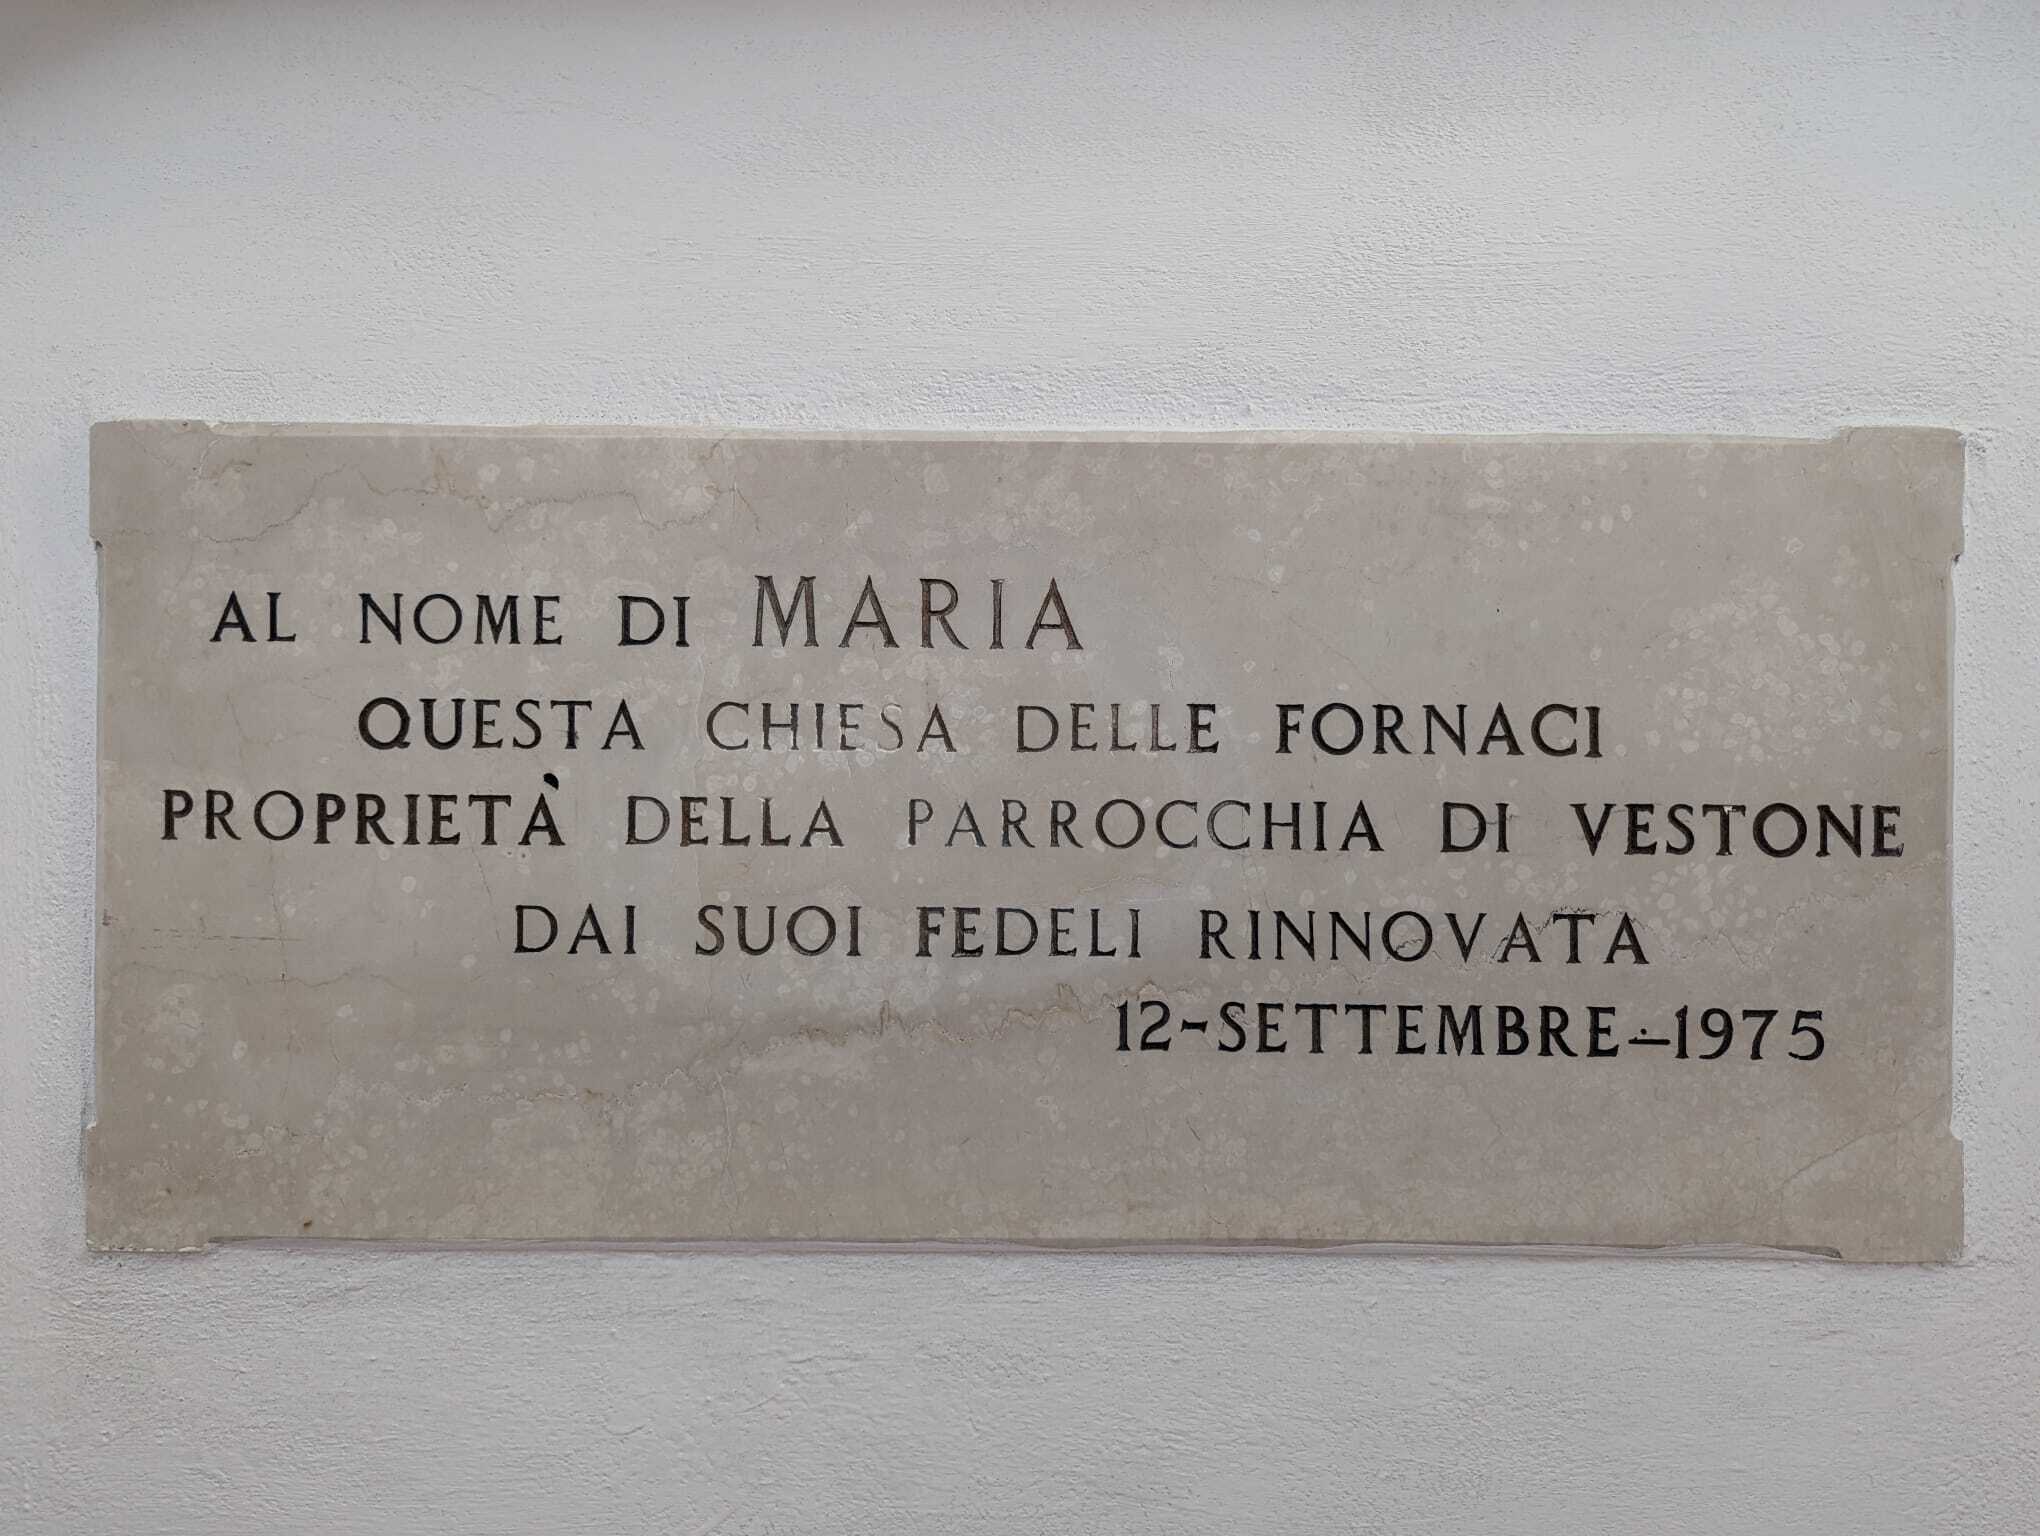 AL NOME DI MARIA
QUESTA CHIESA DELLE FORNACI
PROPRIETÀ DELLA PARROCCHIA DI VESTONE
DAI SUOI FEDELI RINNOVATA
12-SETTEMBRE-1975